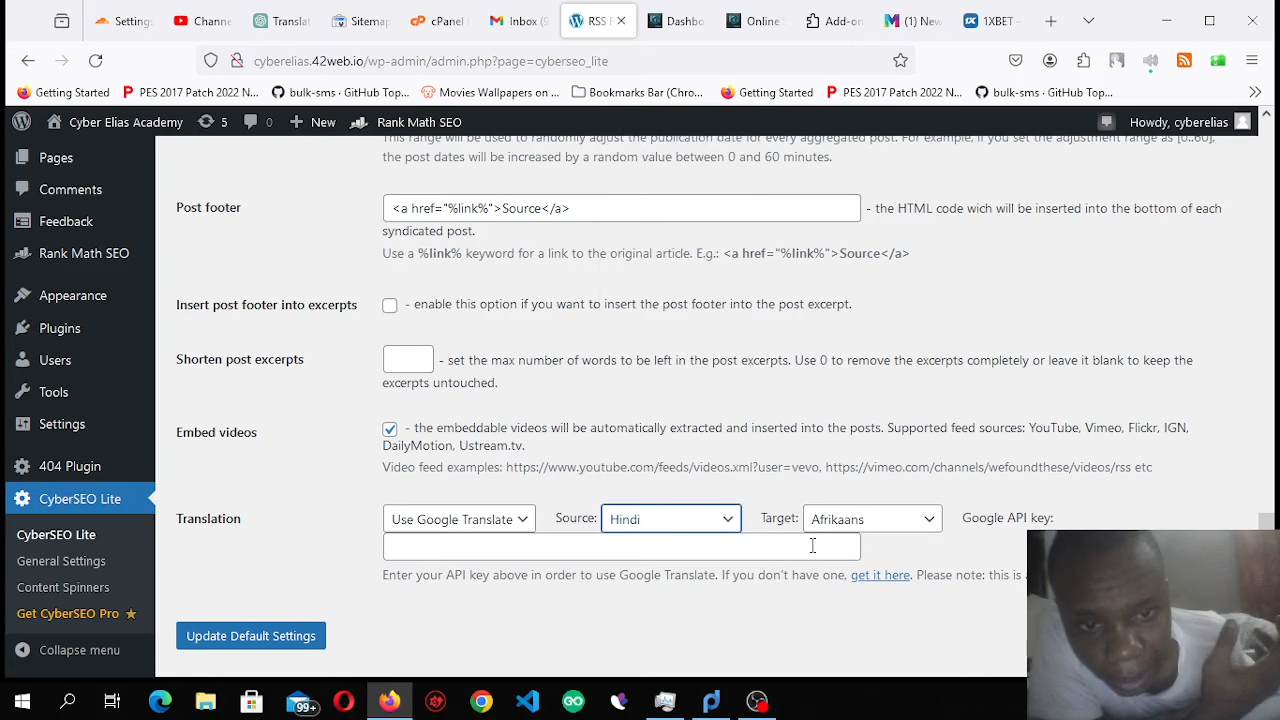 Settings
Channe
Translat
Sitemap
cPanel
Inbox (9
RSS F
Dashbo
Online S
Add-on
(1) New
1XBET
cyberelias.42web.io/wp-admin/admin.php?page=cyberseo_lite
Getting Started
PES 2017 Patch 2022 N...
bulk-sms · GitHub Top...
Movies Wallpapers on ...
Bookmarks Bar (Chro...
Getting Started
PES 2017 Patch 2022 N...
bulk-sms · GitHub Top...
Cyber Elias Academy
5
0
New
Rank Math SEO
Howdy, cyberelias
Pages
Comments
Feedback
Rank Math SEO
Appearance
Plugins
Users
Tools
Settings
404 Plugin
CyberSEO Lite
CyberSEO Lite
General Settings
Content Spinners
Get CyberSEO Pro ★
Collapse menu
This range will be used to randomly adjust the publication date for every aggregated post. For example, if you set the adjustment range as [0..60],
the post dates will be increased by a random value between 0 and 60 minutes.
Post footer
<a href="%link%">Source</a>
- the HTML code wich will be inserted into the bottom of each
syndicated post.
Use a %link% keyword for a link to the original article. E.g.: <a href="%link%">Source</a>
Insert post footer into excerpts
- enable this option if you want to insert the post footer into the post excerpt.
Shorten post excerpts
- set the max number of words to be left in the post excerpts. Use 0 to remove the excerpts completely or leave it blank to keep the
excerpts untouched.
Embed videos
- the embeddable videos will be automatically extracted and inserted into the posts. Supported feed sources: YouTube, Vimeo, Flickr, IGN,
DailyMotion, Ustream.tv.
Video feed examples: https://www.youtube.com/feeds/videos.xml?user=vevo, https://vimeo.com/channels/wefoundthese/videos/rss etc
Translation
Use Google Translate
Source:
Hindi
Target:
Afrikaans
Google API key:
Enter your API key above in order to use Google Translate. If you don't have one, get it here. Please note: this is
Update Default Settings
99+